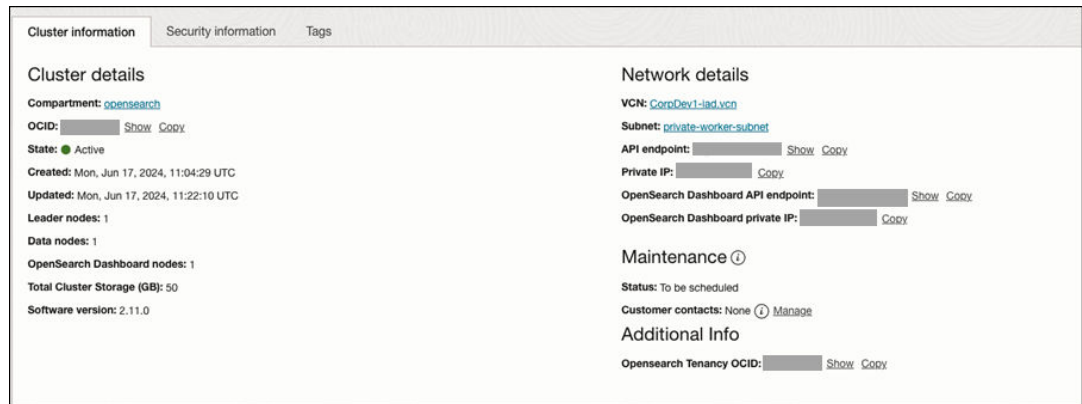 Cluster information Security information Tags
Cluster details
Compartment: opensearch
OCID: Show Copy
State: Active
Created: Mon, Jun 17, 2024, 11:04:29 UTC
Updated: Mon, Jun 17, 2024, 11:22:10 UTC
Leader nodes: 1
Data nodes: 1
OpenSearch Dashboard nodes: 1
Total Cluster Storage (GB): 50
Software version: 2.11.0
Network details
VCN: CorpDev1-iad.vcn
Subnet: private-worker-subnet
API endpoint: Show Copy
Private IP: Copy
OpenSearch Dashboard API endpoint: Show Copy
OpenSearch Dashboard private IP: Copy
Maintenance i
Status: To be scheduled
Customer contacts: None i Manage
Additional Info
Opensearch Tenancy OCID: Show Copy